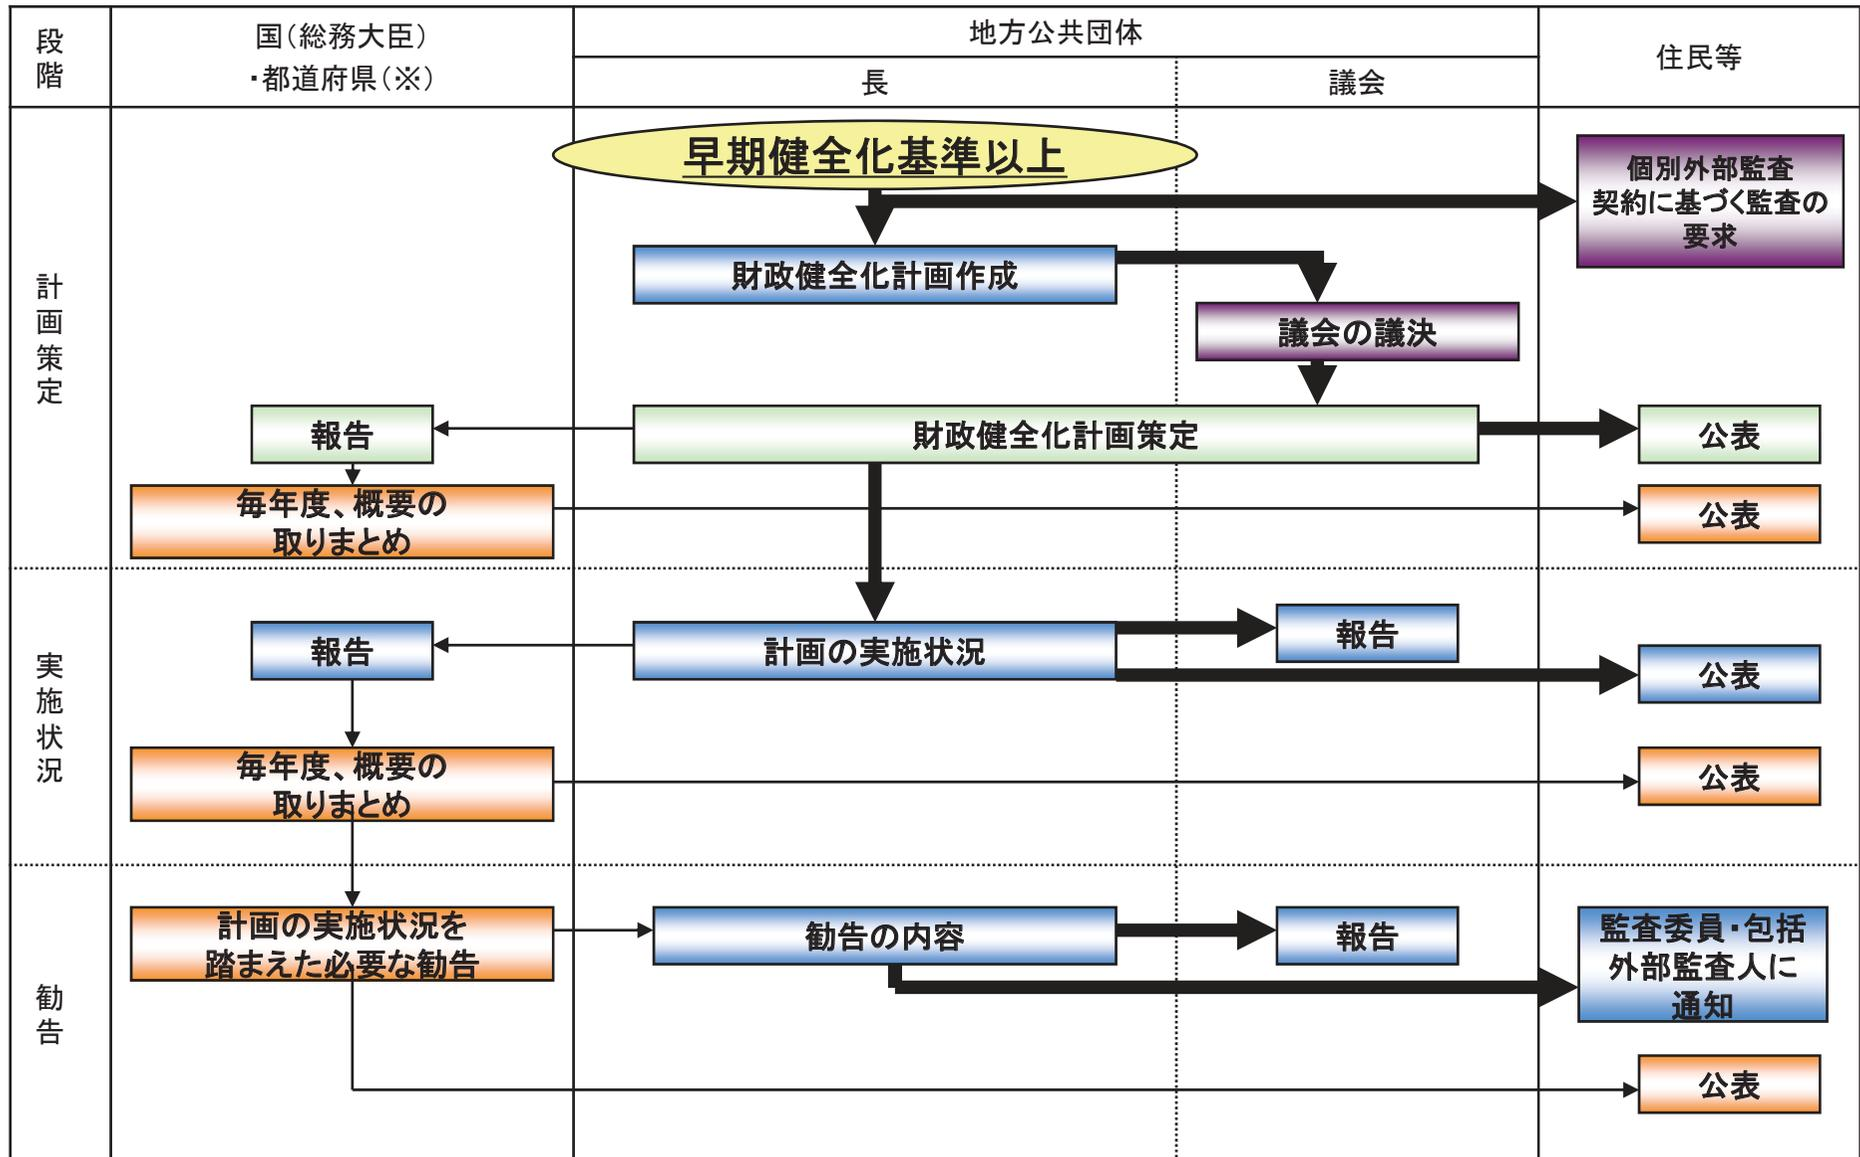 段階
国(総務大臣)
・都道府県(※)
地方公共団体
長
議会
住民等
計画策定
早期健全化基準以上
個別外部監査
契約に基づく監査の
要求
財政健全化計画作成
議会の議決
報告
財政健全化計画策定
公表
毎年度、概要の
取りまとめ
公表
実施状況
報告
計画の実施状況
報告
公表
毎年度、概要の
取りまとめ
公表
勧告
計画の実施状況を
踏まえた必要な勧告
勧告の内容
報告
監査委員・包括
外部監査人に
通知
公表